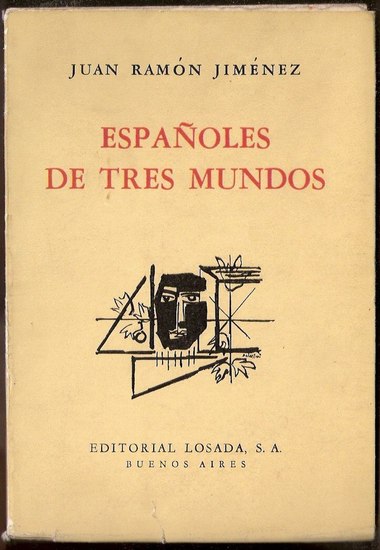 JUAN RAMÓN JIMÉNEZ
ESPAÑOLES
DE TRES MUNDOS
EDITORIAL LOSADA, S. A.
BUENOS AIRES